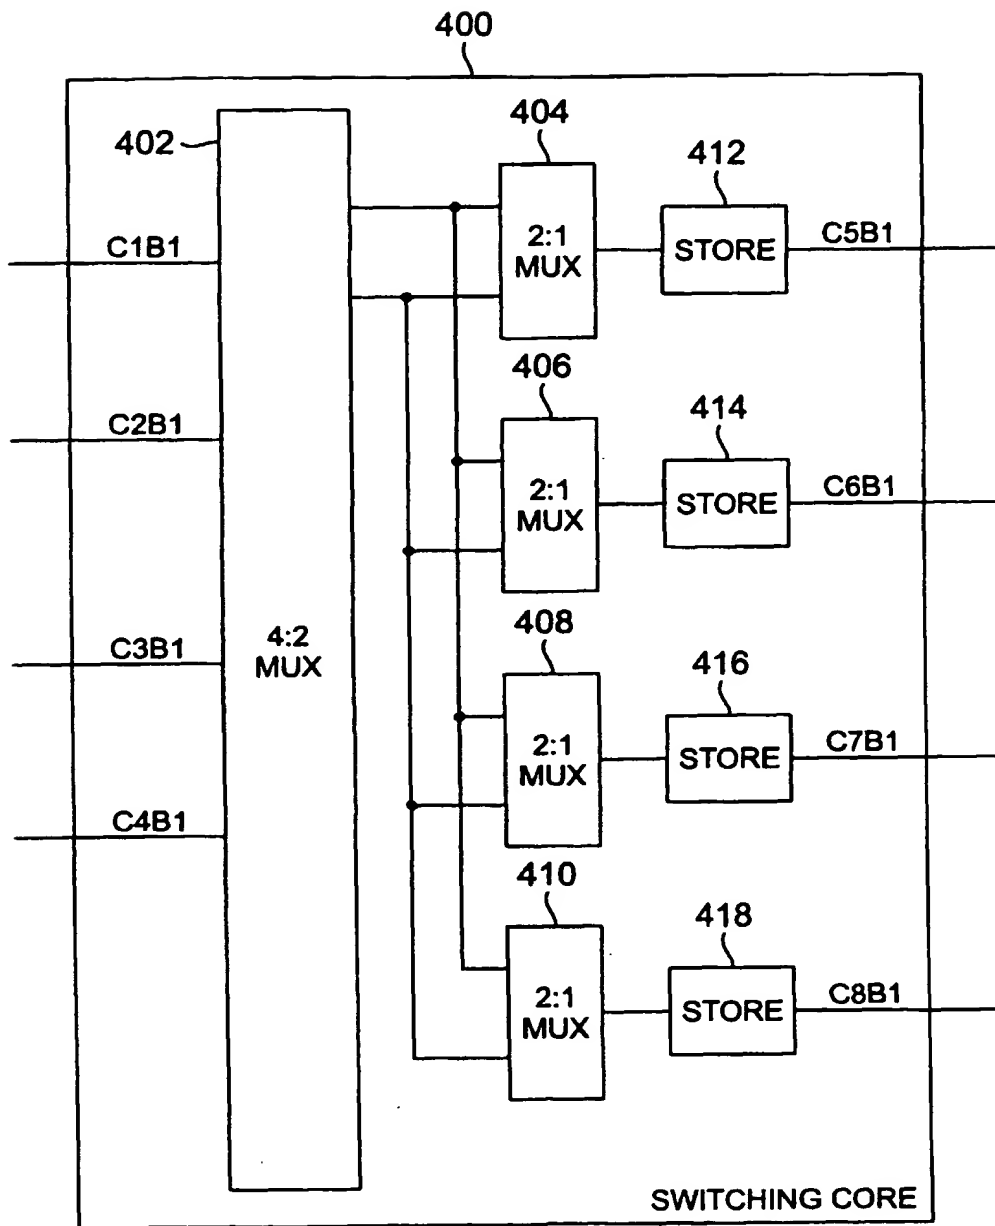 400
402
404
412
C1B1
2:1
MUX
STORE
C5B1
406
414
C2B1
2:1
MUX
STORE
C6B1
4:2
MUX
408
416
C3B1
2:1
MUX
STORE
C7B1
C4B1
410
418
2:1
MUX
STORE
C8B1
SWITCHING CORE